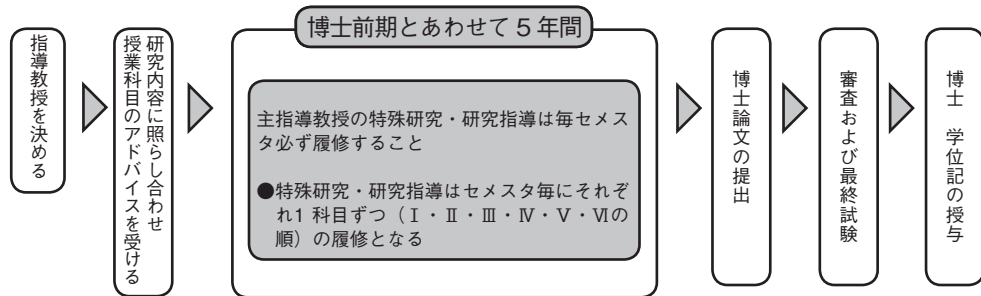 指導教授を決める
研究内容に照らし合わせ
授業科目のアドバイスを受ける
博士前期とあわせて5年間
主指導教授の特殊研究・研究指導は毎セメス
タ必ず履修すること
●特殊研究・研究指導はセメスタ毎にそれぞ
れ1 科目ずつ（Ⅰ・Ⅱ・Ⅲ・Ⅳ・Ⅴ・Ⅵの
順）の履修となる
博士論文の提出
審査および最終試験
博士 学位記の授与